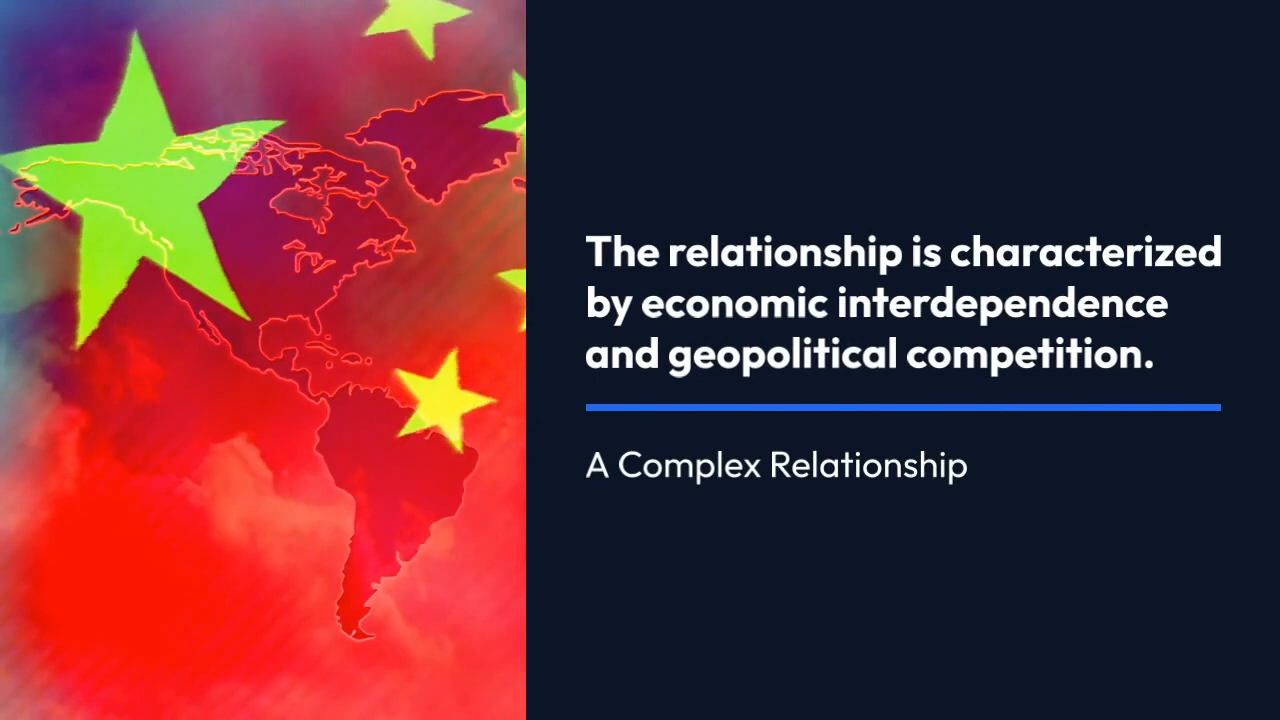 The relationship is characterized
by economic interdependence
and geopolitical competition.
A Complex Relationship